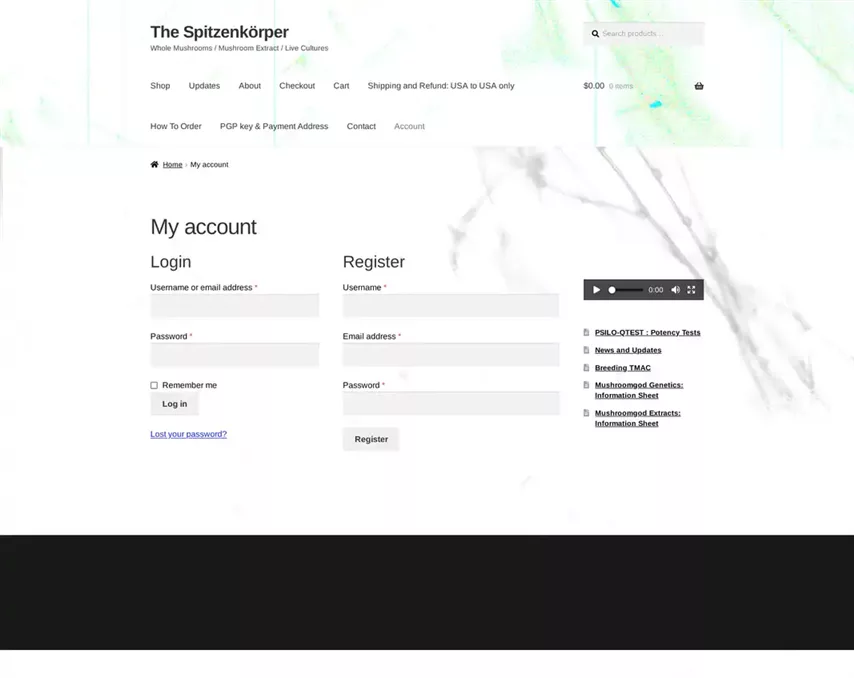 The Spitzenkörper
Whole Mushrooms / Mushroom Extract / Live Cultures
Search products…
Shop Updates About Checkout Cart Shipping and Refund: USA to USA only
$0.00 0 items
How To Order PGP key & Payment Address Contact Account
Home › My account
My account
Login
Username or email address *
Password *
Remember me
Log in
Lost your password?
Register
Username *
Email address *
Password *
Register
0:00
PSILO-QTEST : Potency Tests
News and Updates
Breeding TMAC
Mushroomgod Genetics:
Information Sheet
Mushroomgod Extracts:
Information Sheet